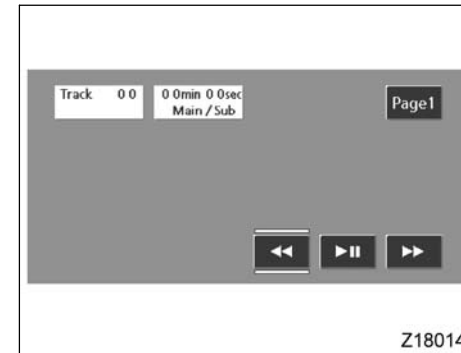 Track 0 0
0 0min 0 0sec
Main / Sub
Page1
Z18014